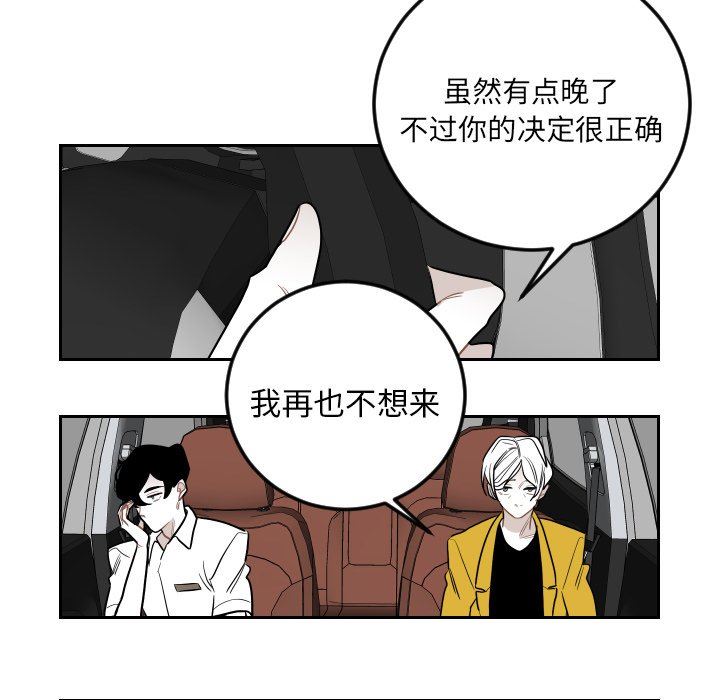 虽然有点晚了
不过你的决定很正确
我再也不想来